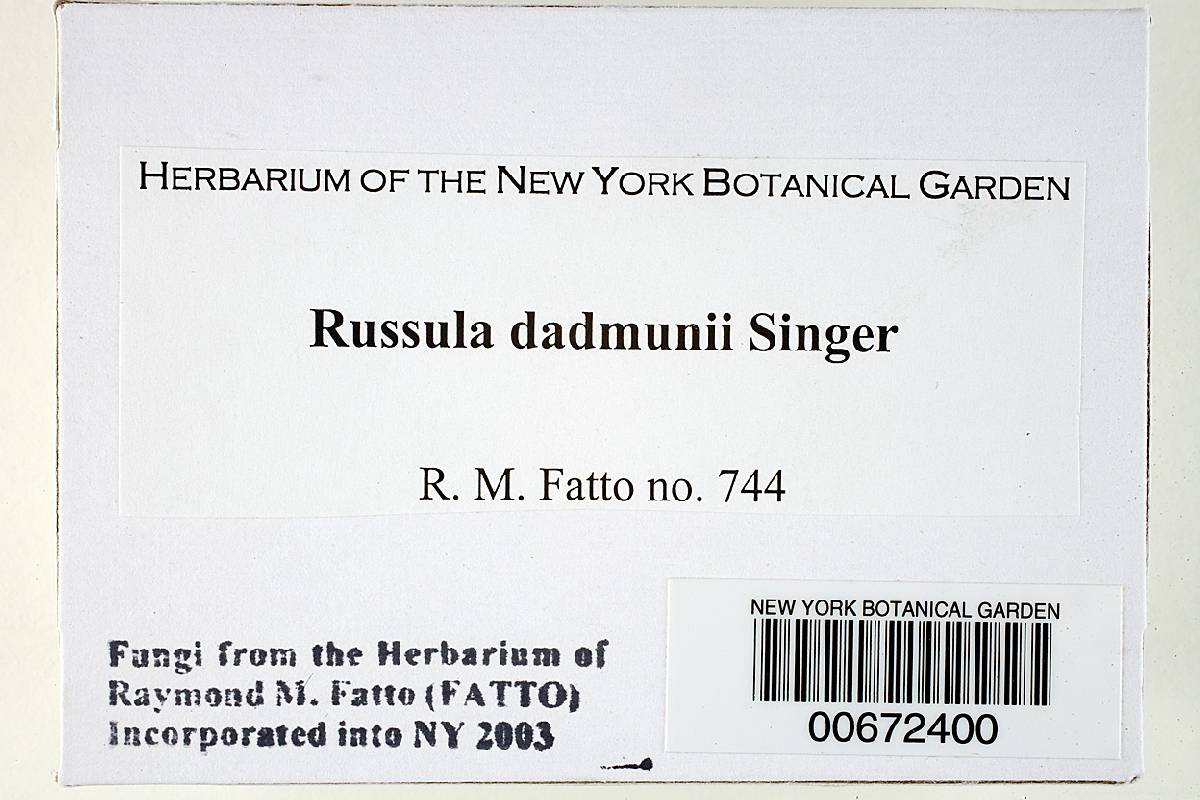 HERBARIUM OF THE NEW YORK BOTANICAL GARDEN
Russula dadmunii Singer
R. M. Fatto no. 744
Fungi from the Herbarium of
Raymond M. Fatto (FATTO)
Incorporated into NY 2003
NEW YORK BOTANICAL GARDEN
00672400